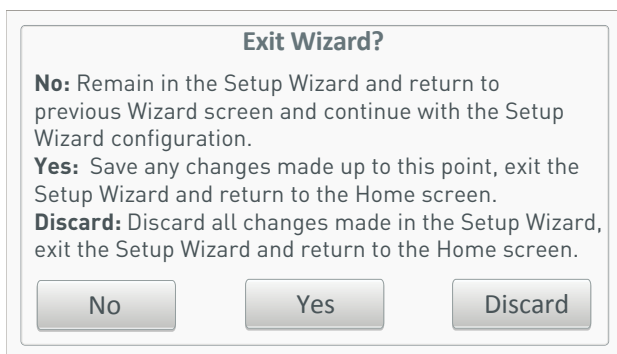 Exit Wizard?
No: Remain in the Setup Wizard and return to
previous Wizard screen and continue with the Setup
Wizard configuration.
Yes: Save any changes made up to this point, exit the
Setup Wizard and return to the Home screen.
Discard: Discard all changes made in the Setup Wizard,
exit the Setup Wizard and return to the Home screen.
No
Yes
Discard